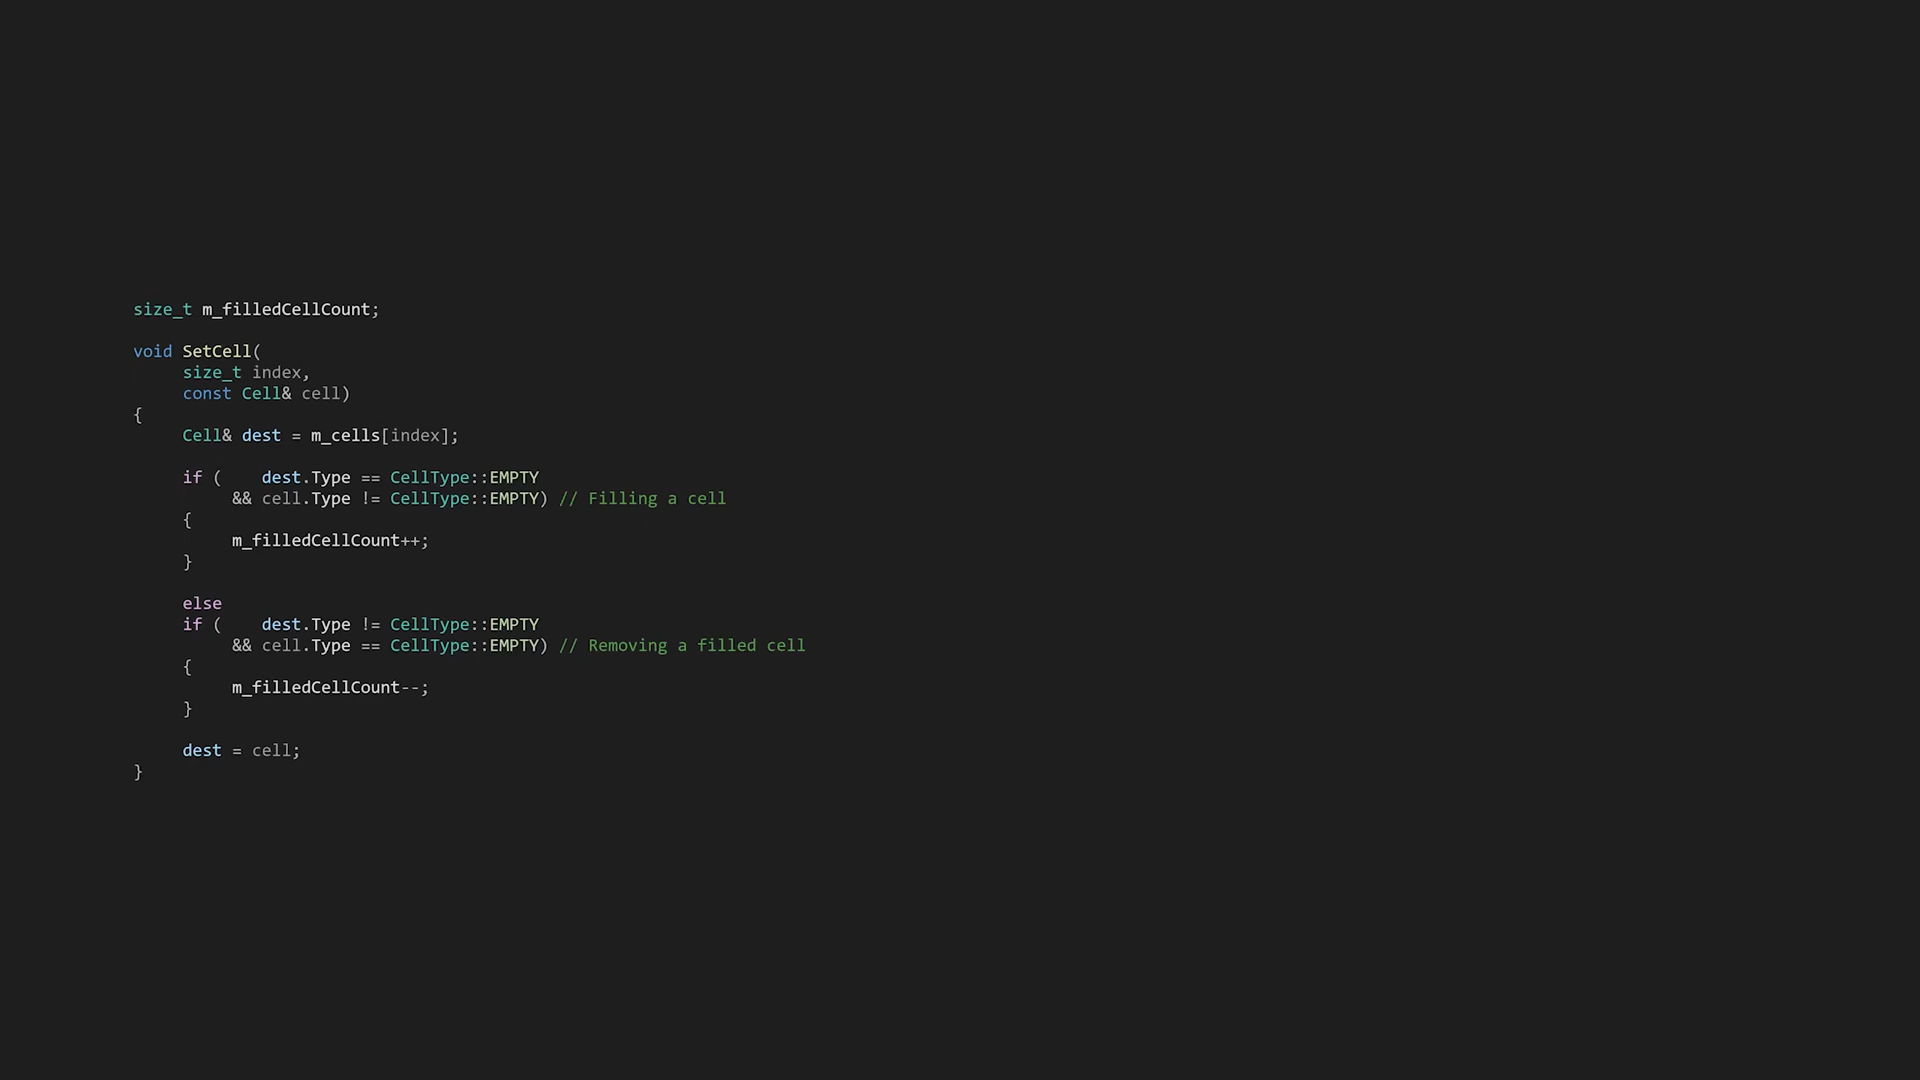 size_t m_filledCellCount;
void SetCell(
size_t index,
const Cell& cell)
{
Cell& dest = m_cells[index];
if (    dest.Type == CellType::EMPTY
&& cell.Type != CellType::EMPTY) // Filling a cell
{
m_filledCellCount++;
}
else
if (    dest.Type != CellType::EMPTY
&& cell.Type == CellType::EMPTY) // Removing a filled cell
{
m_filledCellCount--;
}
dest = cell;
}